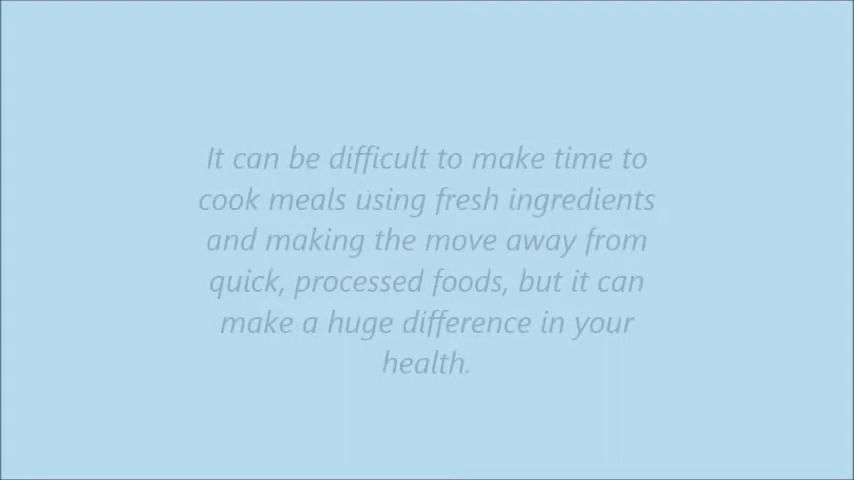 It can be difficult to make time to
cook meals using fresh ingredients
and making the move away from
quick, processed foods, but it can
make a huge difference in your
health.